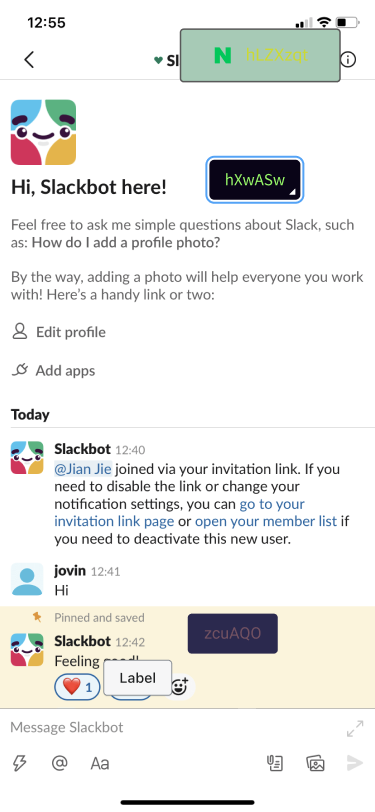 12:55
Sl
hLZXzqt
Hi, Slackbot here!
hXwASw
Feel free to ask me simple questions about Slack, such
as: How do I add a profile photo?
By the way, adding a photo will help everyone you work
with! Here's a handy link or two:
Edit profile
Add apps
Today
Slackbot 12:40
@Jian Jie joined via your invitation link. If you
need to disable the link or change your
notification settings, you can go to your
invitation link page or open your member list if
you need to deactivate this new user.
jovin 12:41
Hi
Pinned and saved
zcuAQO
Slackbot 12:42
Feeling good!
1
Label
Message Slackbot
@ Aa